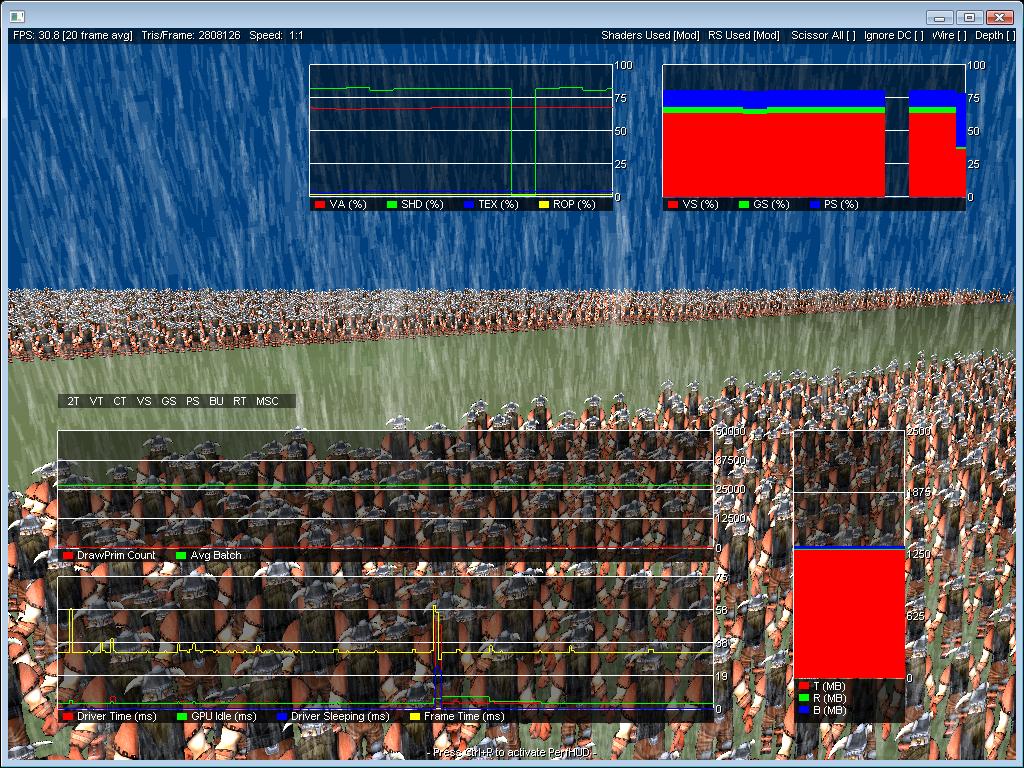 FPS: 30.8 [20 frame avg] Tris/Frame: 2808126 Speed: 1:1 Shaders Used [Mod] RS Used [Mod] Scissor All [ ] Ignore DC [ ] Wire [ ] Depth [ ]
100
75
50
25
0
VA (%) SHD (%) TEX (%) ROP (%)
100
75
50
25
0
VS (%) GS (%) PS (%)
2T VT CT VS GS PS BU RT MSC
50000
37500
25000
12500
0
DrawPrim Count Avg Batch
75
56
38
19
0
Driver Time (ms) GPU Idle (ms) Driver Sleeping (ms) Frame Time (ms)
2500
1875
1250
625
0
T (MB)
R (MB)
B (MB)
- Press Ctrl+P to activate PerfHUD -